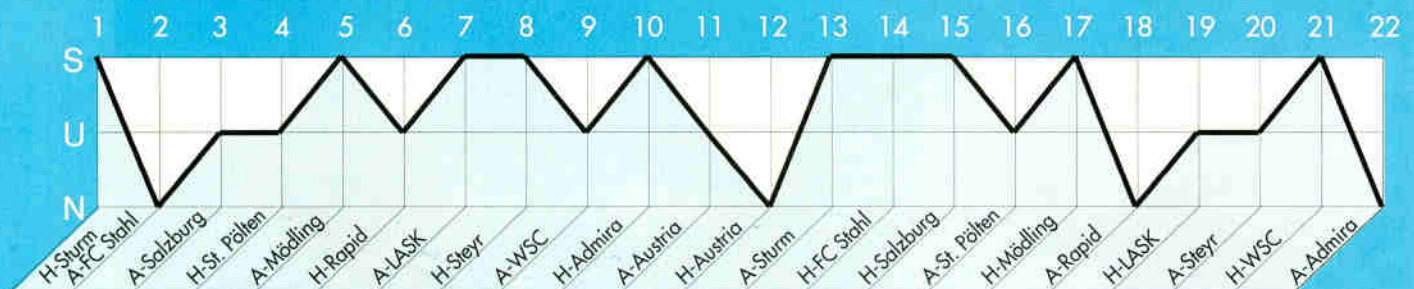 1 2 3 4 5 6 7 8 9 10 11 12 13 14 15 16 17 18 19 20 21 22
S
U
N
H-Sturm
A-FC Stahl
A-Salzburg
H-St. Pölten
A-Mödling
H-Rapid
A-LASK
H-Steyr
A-WSC
H-Admira
A-Austria
H-Austria
A-Sturm
H-FC Stahl
H-Salzburg
A-St. Pölten
H-Mödling
A-Rapid
H-LASK
A-Steyr
H-WSC
A-Admira